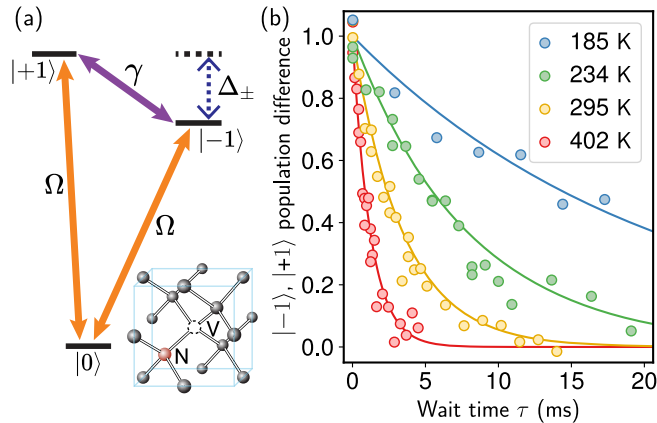 (a)
|+1⟩
γ
Δ±
|−1⟩
Ω
Ω
|0⟩
V
N
(b)
|−1⟩, |+1⟩ population difference
1.0
0.8
0.6
0.4
0.2
0.0
185 K
234 K
295 K
402 K
0
5
10
15
20
Wait time τ (ms)